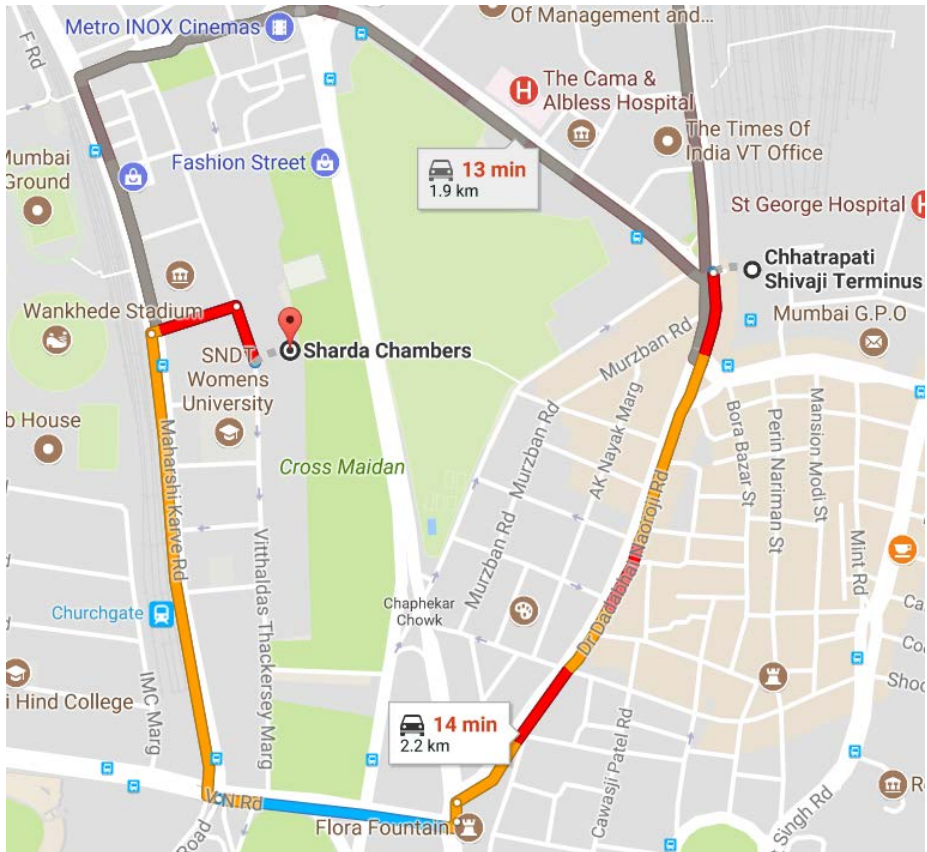 Metro INOX Cinemas
Of Management and...
F Rd
The Cama &
Albless Hospital
The Times Of
India VT Office
Mumbai
Ground
Fashion Street
13 min
1.9 km
St George Hospital
Chhatrapati
Shivaji Terminus
Wankhede Stadium
Mumbai G.P.O
SNDT
Womens
University
Sharda Chambers
Murzban Rd
b House
Maharshi Karve Rd
Cross Maidan
Murzban Rd
AK Nayak Marg
Bora Bazar St
Perin Nariman St
Mansion Modi St
Rd
Vitthaldas Thackersey Marg
Murzban Rd
Dr Dadabhai Naoroji Rd
Mint Rd
Churchgate
Chaphekar
Chowk
Ca
Coc
Shoo
i Hind College
IMC Marg
14 min
2.2 km
Cawasji Patel Rd
V N Rd
Flora Fountain
Road
Singh Rd
R